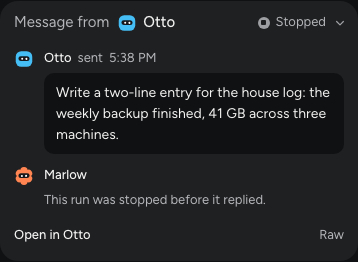 Message from Otto Stopped
Otto sent 5:38 PM
Write a two-line entry for the house log: the
weekly backup finished, 41 GB across three
machines.
Marlow
This run was stopped before it replied.
Open in Otto Raw